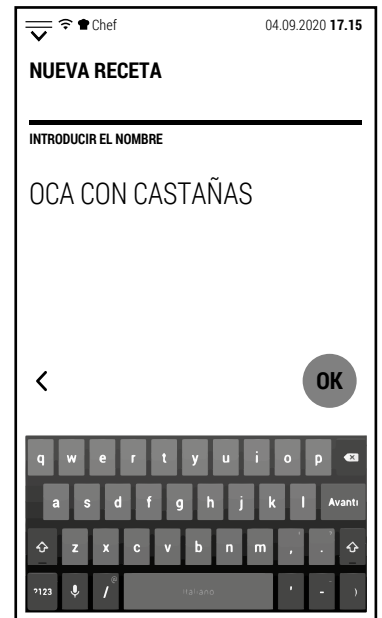 Chef 04.09.2020 17.15
NUEVA RECETA
INTRODUCIR EL NOMBRE
OCA CON CASTAÑAS
<
OK
q w e r t y u i o p
a s d f g h j k l Avanti
z x c v b n m , .
?123 / @ Italiano ' - )